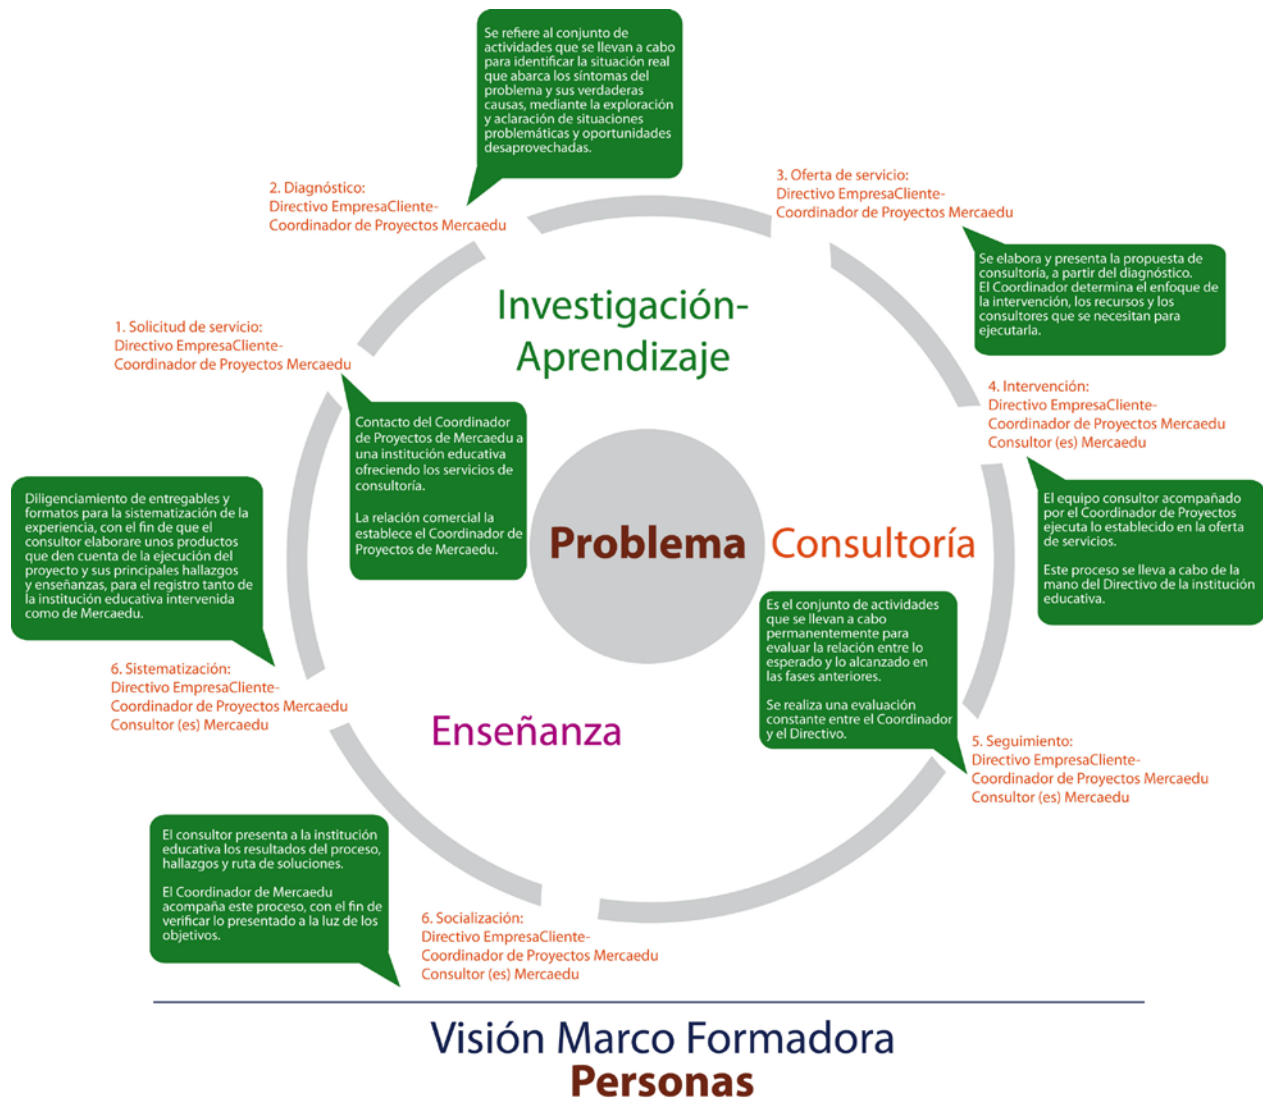 Se refiere al conjunto de
actividades que se llevan a cabo
para identificar la situación real
que abarca los síntomas del
problema y sus verdaderas
causas, mediante la exploración
y aclaración de situaciones
problemáticas y oportunidades
desaprovechadas.
2. Diagnóstico:
Directivo EmpresaCliente-
Coordinador de Proyectos Mercaedu
3. Oferta de servicio:
Directivo EmpresaCliente-
Coordinador de Proyectos Mercaedu
Se elabora y presenta la propuesta de
consultoría, a partir del diagnóstico.
El Coordinador determina el enfoque de
la intervención, los recursos y los
consultores que se necesitan para
ejecutarla.
Investigación-
Aprendizaje
1. Solicitud de servicio:
Directivo EmpresaCliente-
Coordinador de Proyectos Mercaedu
Contacto del Coordinador
de Proyectos de Mercaedu a
una institución educativa
ofreciendo los servicios de
consultoría.
La relación comercial la
establece el Coordinador de
Proyectos de Mercaedu.
4. Intervención:
Directivo EmpresaCliente-
Coordinador de Proyectos Mercaedu
Consultor (es) Mercaedu
El equipo consultor acompañado
por el Coordinador de Proyectos
ejecuta lo establecido en la oferta
de servicios.
Este proceso se lleva a cabo de la
mano del Directivo de la institución
educativa.
Problema
Consultoría
Diligenciamiento de entregables y
formatos para la sistematización de la
experiencia, con el fin de que el
consultor elaborare unos productos
que den cuenta de la ejecución del
proyecto y sus principales hallazgos
y enseñanzas, para el registro tanto de
la institución educativa intervenida
como de Mercaedu.
Es el conjunto de actividades
que se llevan a cabo
permanentemente para
evaluar la relación entre lo
esperado y lo alcanzado en
las fases anteriores.
Se realiza una evaluación
constante entre el Coordinador
y el Directivo.
6. Sistematización:
Directivo EmpresaCliente-
Coordinador de Proyectos Mercaedu
Consultor (es) Mercaedu
Enseñanza
5. Seguimiento:
Directivo EmpresaCliente-
Coordinador de Proyectos Mercaedu
Consultor (es) Mercaedu
El consultor presenta a la institución
educativa los resultados del proceso,
hallazgos y ruta de soluciones.
El Coordinador de Mercaedu
acompaña este proceso, con el fin de
verificar lo presentado a la luz de los
objetivos.
6. Socialización:
Directivo EmpresaCliente-
Coordinador de Proyectos Mercaedu
Consultor (es) Mercaedu
Visión Marco Formadora
Personas